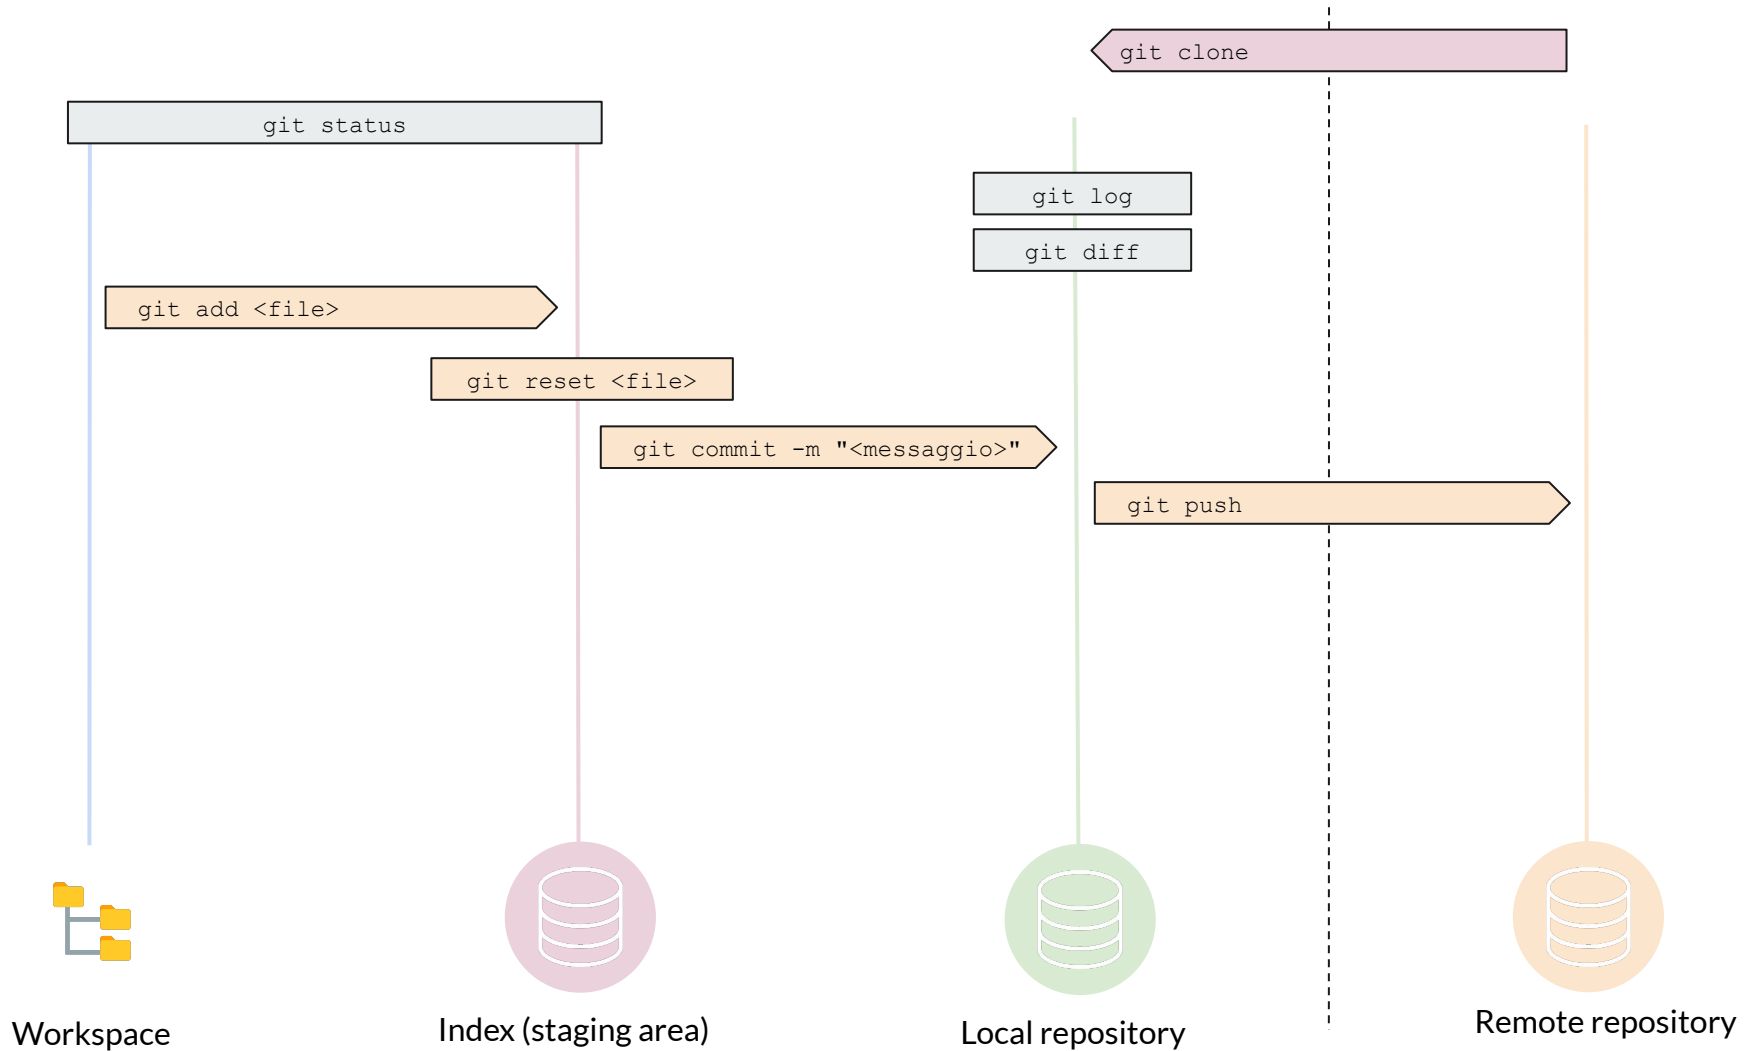 git clone
git status
git log
git diff
git add <file>
git reset <file>
git commit -m "<messaggio>"
git push
Workspace
Index (staging area)
Local repository
Remote repository